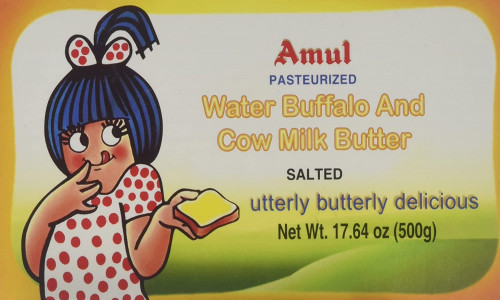 Amul
PASTEURIZED
Water Buffalo And
Cow Milk Butter
SALTED
utterly butterly delicious
Net Wt. 17.64 oz (500g)